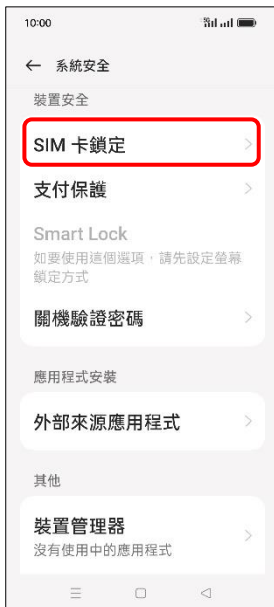 10:00
← 系統安全
裝置安全
SIM 卡鎖定
支付保護
Smart Lock
如要使用這個選項，請先設定螢幕
鎖定方式
關機驗證密碼
應用程式安裝
外部來源應用程式
其他
裝置管理器
沒有使用中的應用程式